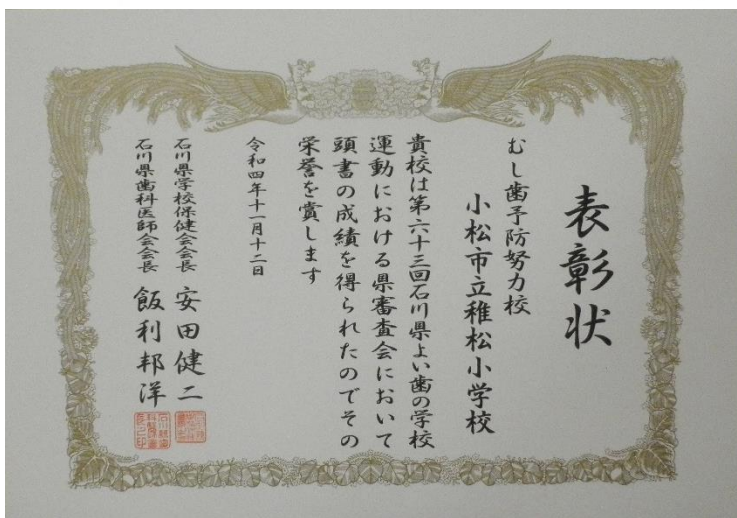 表彰状
むし歯予防努力校
小松市立稚松小学校
貴校は第六十三回石川県よい歯の学校
運動における県審査会において
頭書の成績を得られたのでその
栄誉を賞します
令和四年十一月十二日
石川県学校保健会会長 安田健二
石川県歯科医師会会長 飯利邦洋